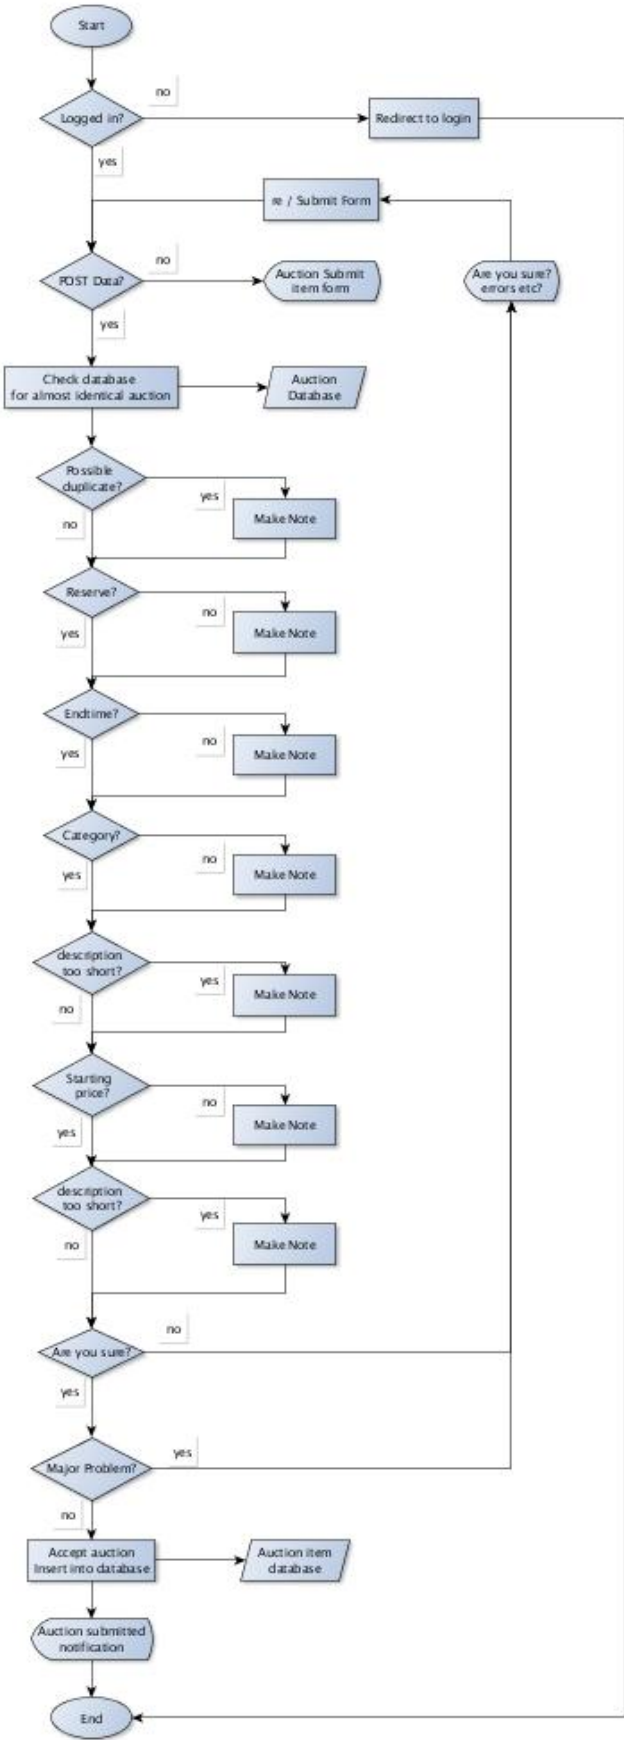 Start
no
Logged in?
Redirect to login
yes
re / Submit Form
no
POST Data?
Auction Submit
item form
Are you sure?
errors etc?
yes
Check database
for almost identical auction
Auction
Database
Possible
duplicate?
yes
Make Note
no
Reserve?
no
Make Note
yes
Endtime?
no
Make Note
yes
Category?
no
Make Note
yes
description
too short?
yes
Make Note
no
Starting
price?
no
Make Note
yes
description
too short?
yes
Make Note
no
no
Are you sure?
yes
yes
Major Problem?
no
Accept auction
Insert into database
Auction item
database
Auction submitted
notification
End